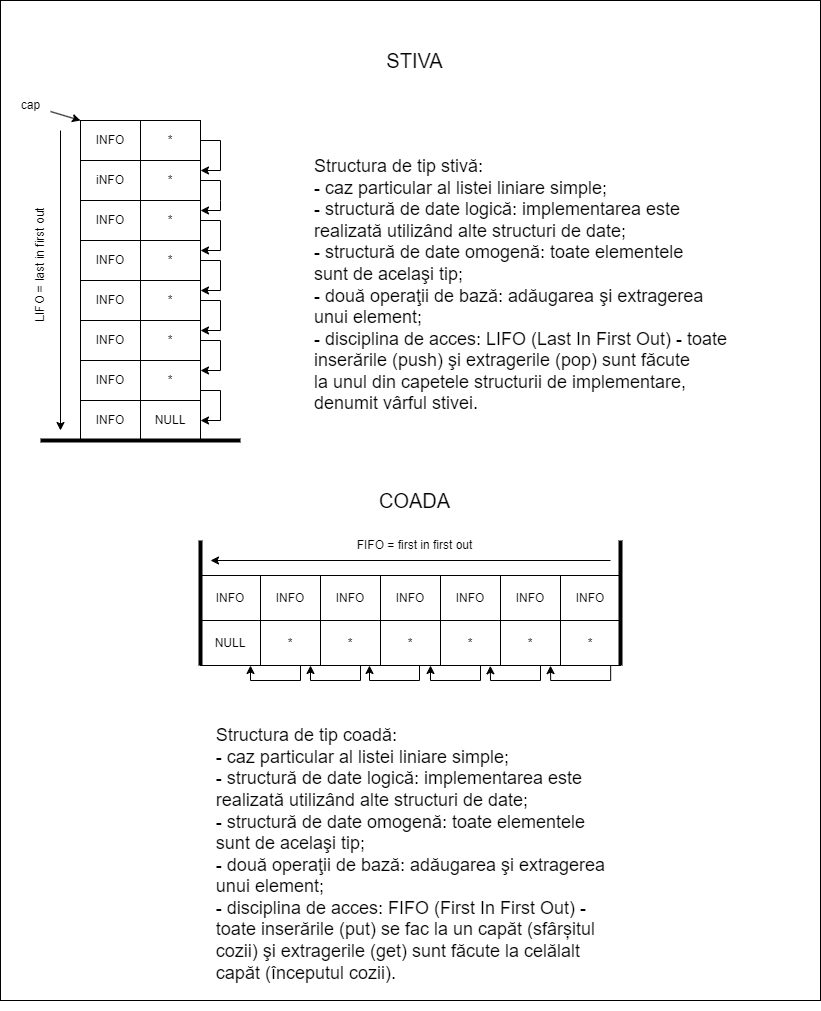 STIVA
cap
INFO *
iNFO *
INFO *
INFO *
INFO *
INFO *
INFO *
INFO NULL
LIFO = last in first out
Structura de tip stivă:
- caz particular al listei liniare simple;
- structură de date logică: implementarea este
realizată utilizând alte structuri de date;
- structură de date omogenă: toate elementele
sunt de acelaşi tip;
- două operaţii de bază: adăugarea şi extragerea
unui element;
- disciplina de acces: LIFO (Last In First Out) - toate
inserările (push) şi extragerile (pop) sunt făcute
la unul din capetele structurii de implementare,
denumit vârful stivei.
COADA
FIFO = first in first out
INFO INFO INFO INFO INFO INFO INFO
NULL * * * * * *
Structura de tip coadă:
- caz particular al listei liniare simple;
- structură de date logică: implementarea este
realizată utilizând alte structuri de date;
- structură de date omogenă: toate elementele
sunt de acelaşi tip;
- două operaţii de bază: adăugarea şi extragerea
unui element;
- disciplina de acces: FIFO (First In First Out) -
toate inserările (put) se fac la un capăt (sfârșitul
cozii) şi extragerile (get) sunt făcute la celălalt
capăt (începutul cozii).